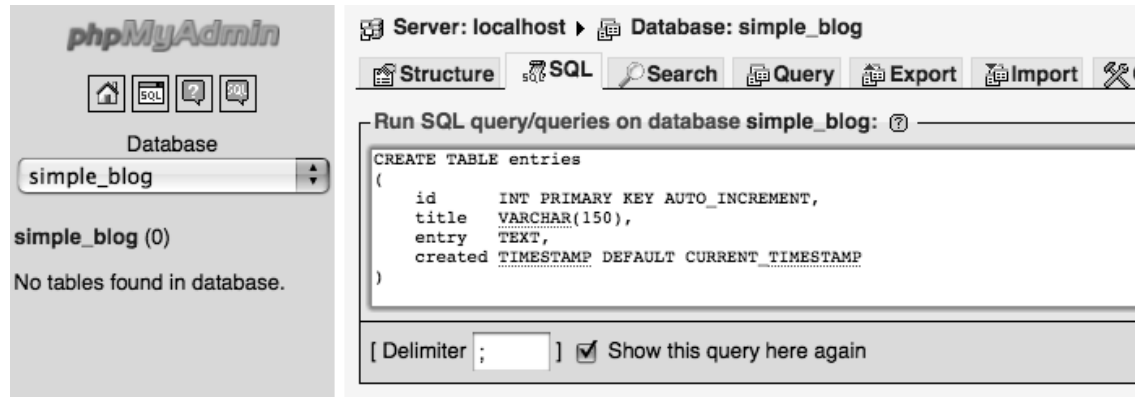 phpMyAdmin
SQL
SQL
Database
simple_blog
simple_blog (0)
No tables found in database.
Server: localhost Database: simple_blog
Structure SQL Search Query Export Import
Run SQL query/queries on database simple_blog:
CREATE TABLE entries
(
id INT PRIMARY KEY AUTO_INCREMENT,
title VARCHAR(150),
entry TEXT,
created TIMESTAMP DEFAULT CURRENT_TIMESTAMP
)
[ Delimiter ; ] Show this query here again